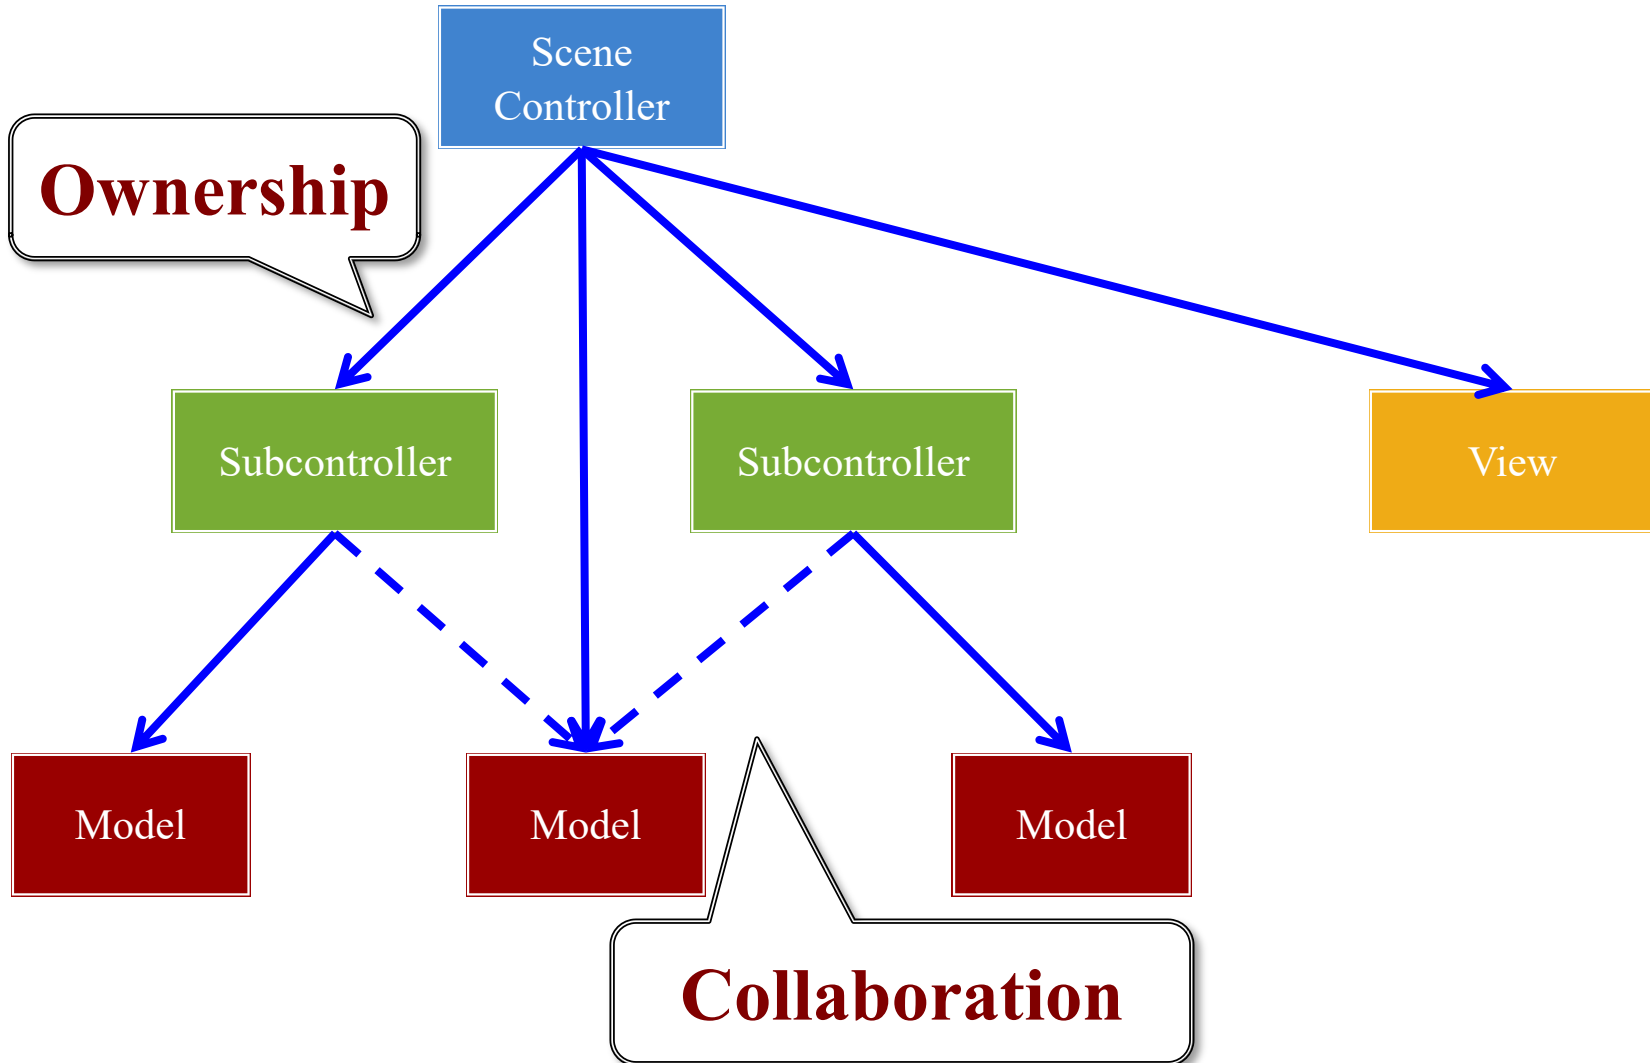 Scene
Controller
Ownership
Subcontroller
Subcontroller
View
Model
Model
Model
Collaboration